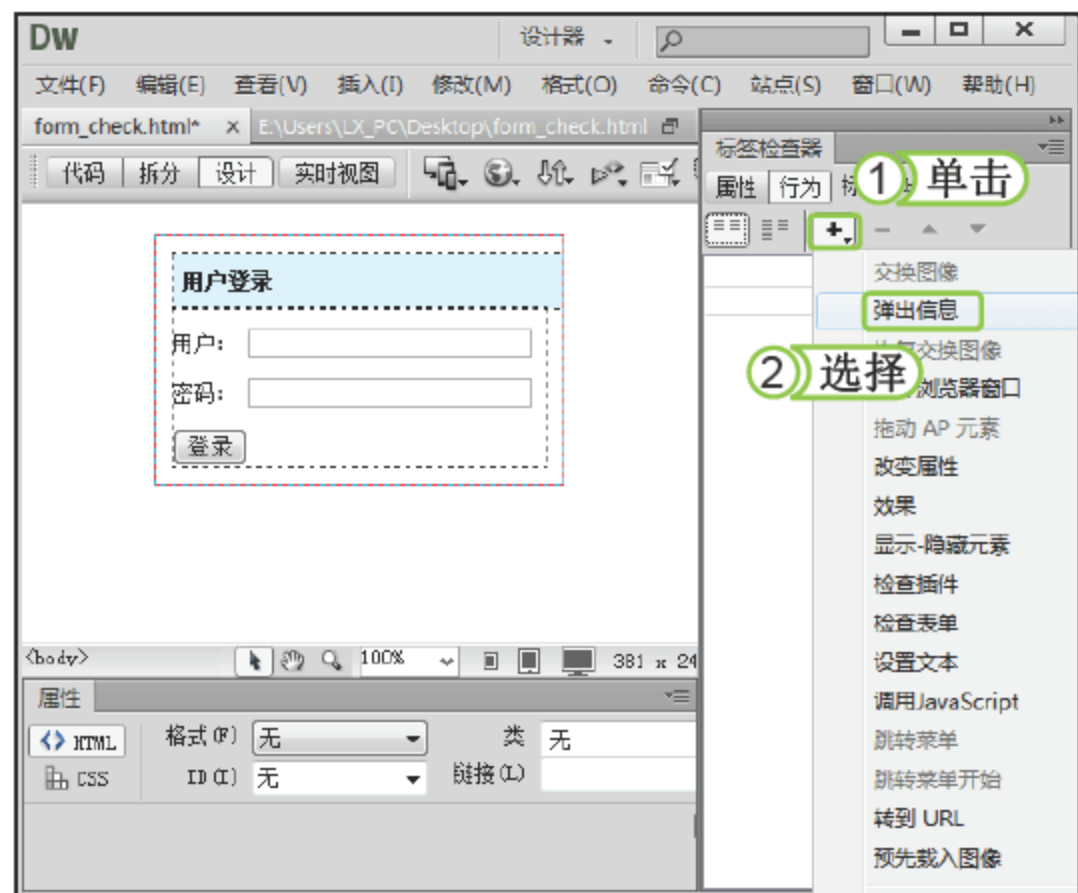 Dw 设计器
文件(F) 编辑(E) 查看(V) 插入(I) 修改(M) 格式(O) 命令(C) 站点(S) 窗口(W) 帮助(H)
form_check.html* × E:\Users\LX_PC\Desktop\form_check.html
标签检查器
代码 拆分 设计 实时视图
属性 行为
1 单击
用户登录
用户:
密码:
登录
交换图像
弹出信息
交换图像
2 选择
浏览器窗口
拖动 AP 元素
改变属性
效果
显示-隐藏元素
检查插件
检查表单
设置文本
调用JavaScript
跳转菜单
跳转菜单开始
转到 URL
预先载入图像
<body> 100% 381 x 24
属性
HTML 格式(F) 无 类 无
CSS ID(I) 无 链接(L)